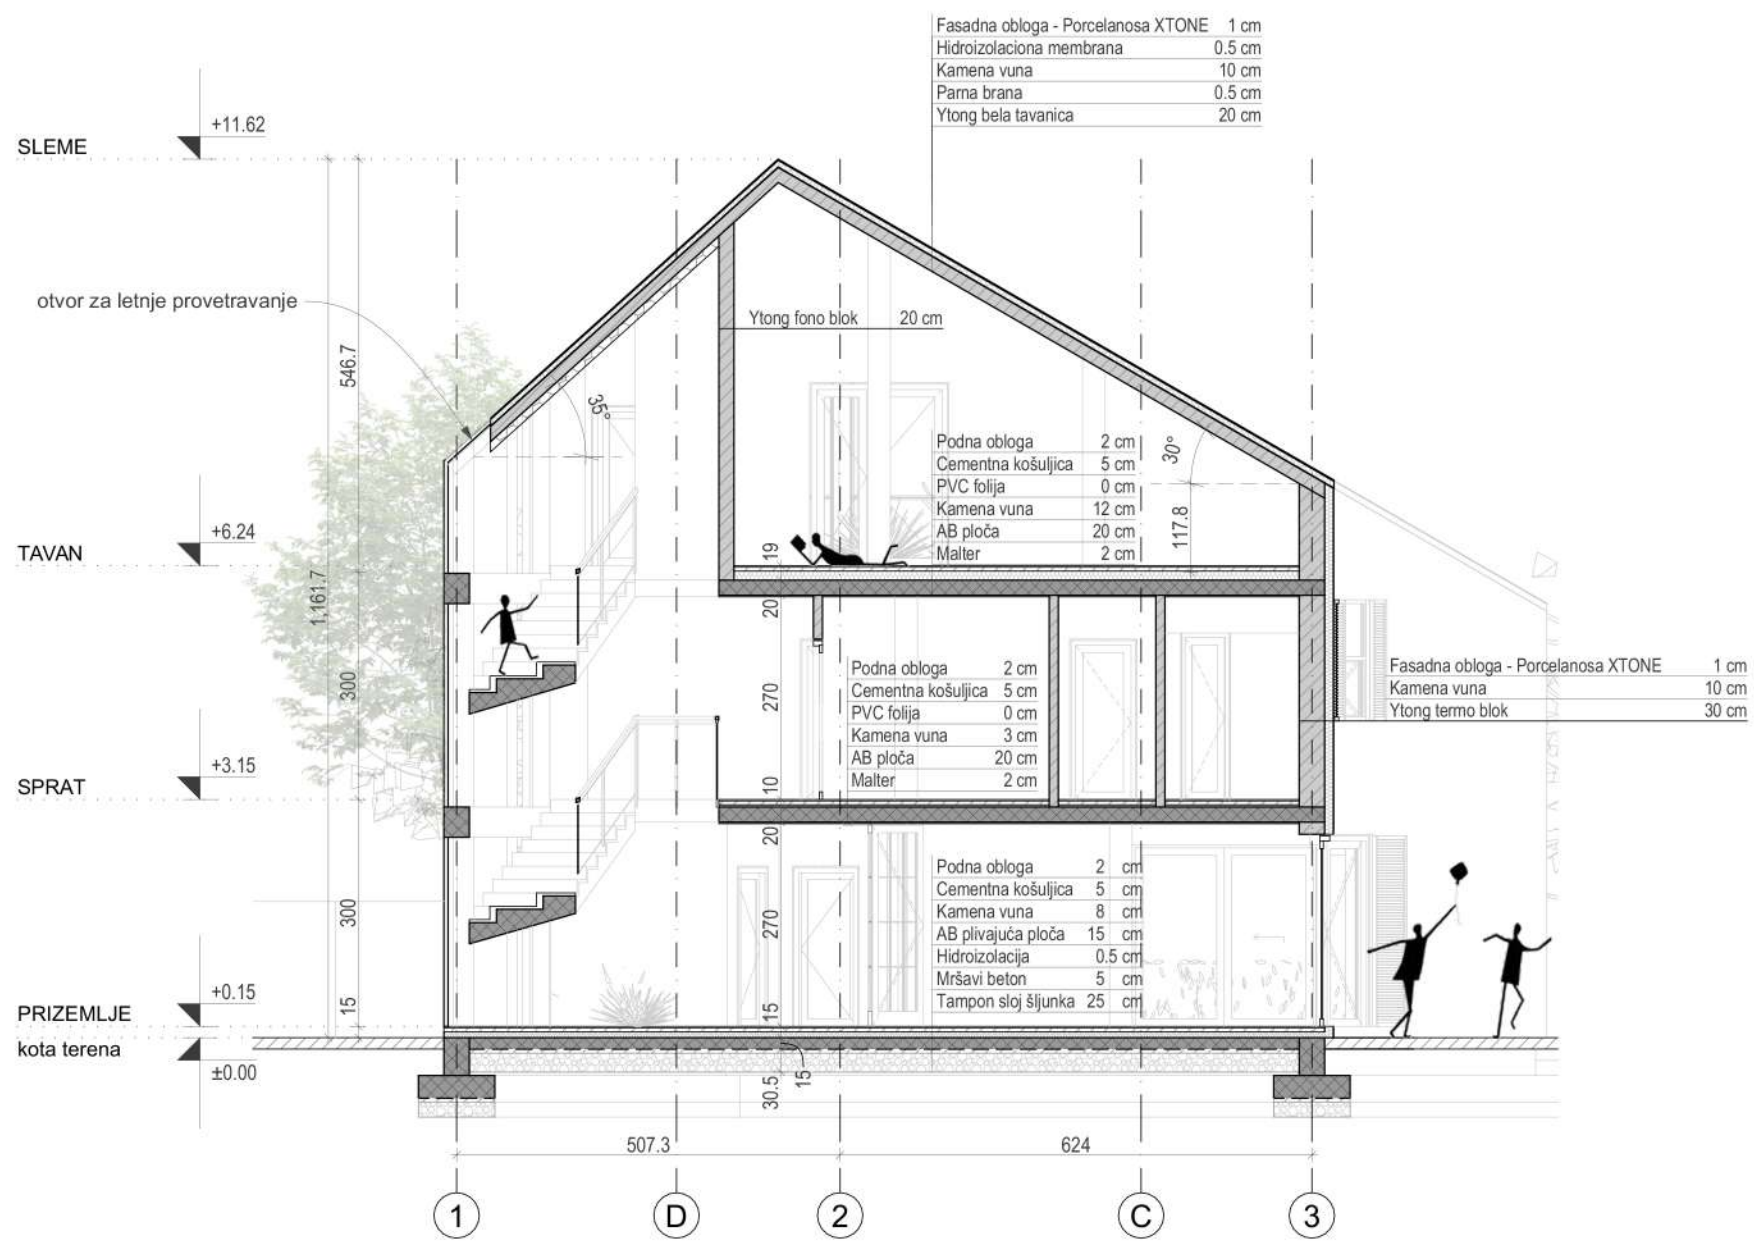 Fasadna obloga - Porcelanosa XTONE 1 cm
Hidroizolaciona membrana 0.5 cm
Kamena vuna 10 cm
Parna brana 0.5 cm
Ytong bela tavanica 20 cm
+11.62
SLEME
otvor za letnje provetravanje
Ytong fono blok 20 cm
546.7
35°
30°
117.8
Podna obloga 2 cm
Cementna košuljica 5 cm
PVC folija 0 cm
Kamena vuna 12 cm
AB ploča 20 cm
Malter 2 cm
+6.24
TAVAN
19
1,161.7
20
300
270
Podna obloga 2 cm
Cementna košuljica 5 cm
PVC folija 0 cm
Kamena vuna 3 cm
AB ploča 20 cm
Malter 2 cm
Fasadna obloga - Porcelanosa XTONE 1 cm
Kamena vuna 10 cm
Ytong termo blok 30 cm
+3.15
SPRAT
10
20
300
270
Podna obloga 2 cm
Cementna košuljica 5 cm
Kamena vuna 8 cm
AB plivajuća ploča 15 cm
Hidroizolacija 0.5 cm
Mršavi beton 5 cm
Tampon sloj šljunka 25 cm
+0.15
PRIZEMLJE
15
15
kota terena
±0.00
30.5
15
507.3
624
1
D
2
C
3